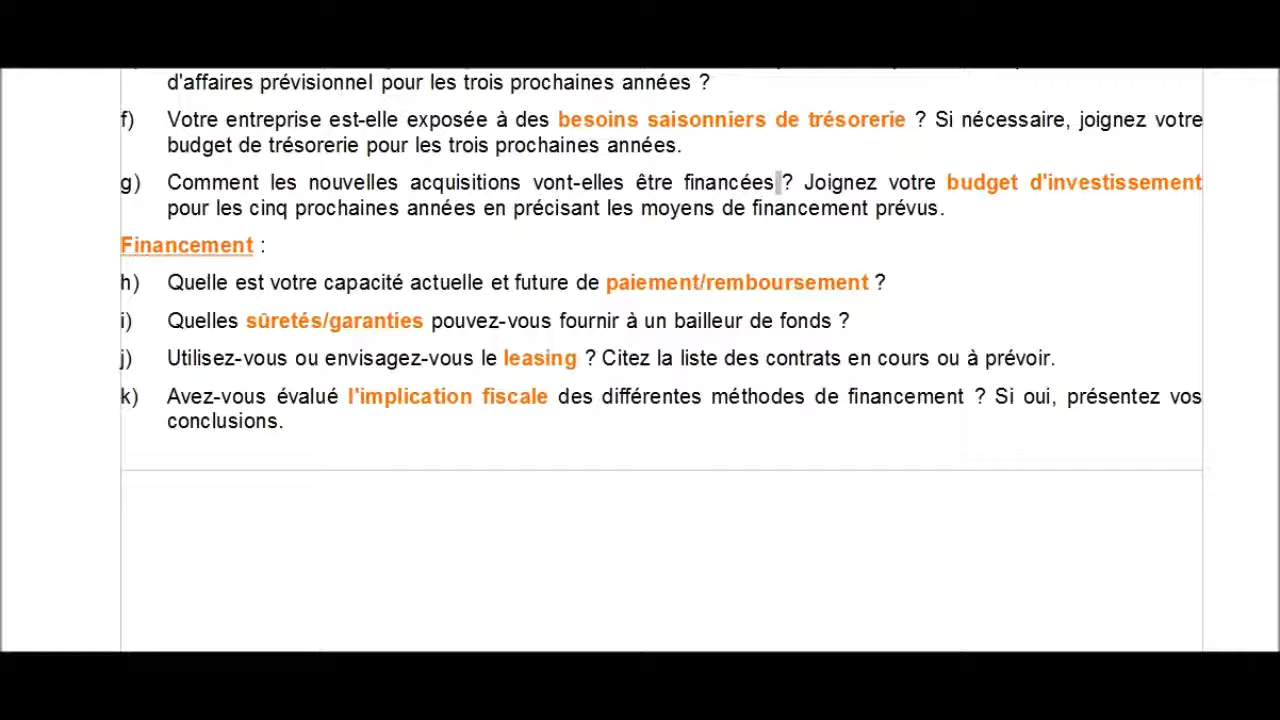 d'affaires prévisionnel pour les trois prochaines années ?
f) Votre entreprise est-elle exposée à des besoins saisonniers de trésorerie ? Si nécessaire, joignez votre
budget de trésorerie pour les trois prochaines années.
g) Comment les nouvelles acquisitions vont-elles être financées ? Joignez votre budget d'investissement
pour les cinq prochaines années en précisant les moyens de financement prévus.
Financement :
h) Quelle est votre capacité actuelle et future de paiement/remboursement ?
i) Quelles sûretés/garanties pouvez-vous fournir à un bailleur de fonds ?
j) Utilisez-vous ou envisagez-vous le leasing ? Citez la liste des contrats en cours ou à prévoir.
k) Avez-vous évalué l'implication fiscale des différentes méthodes de financement ? Si oui, présentez vos
conclusions.